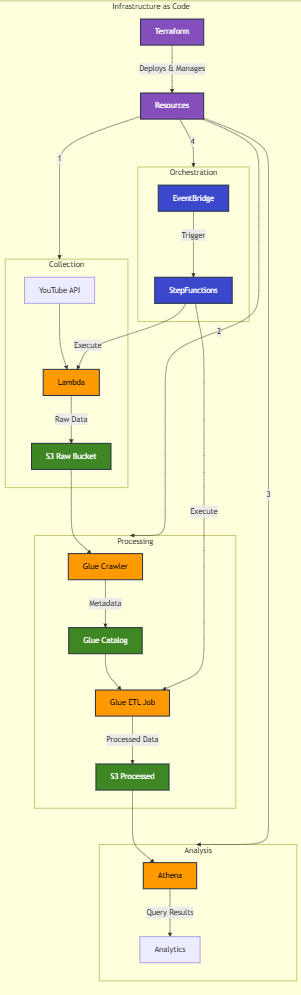 Infrastructure as Code
Terraform
Deploys & Manages
Resources
1
4
Orchestration
EventBridge
Trigger
Collection
YouTube API
StepFunctions
2
Execute
Lambda
Raw Data
S3 Raw Bucket
3
Execute
Processing
Glue Crawler
Metadata
Glue Catalog
Glue ETL Job
Processed Data
S3 Processed
Analysis
Athena
Query Results
Analytics